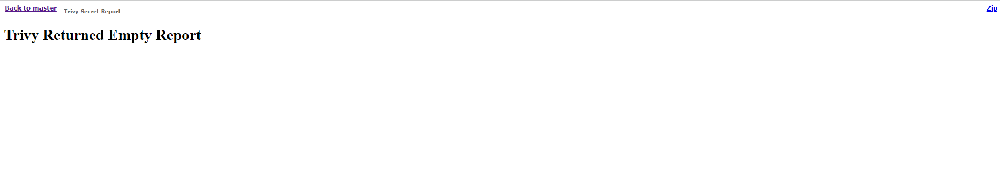 Back to master Trivy Secret Report Zip
Trivy Returned Empty Report